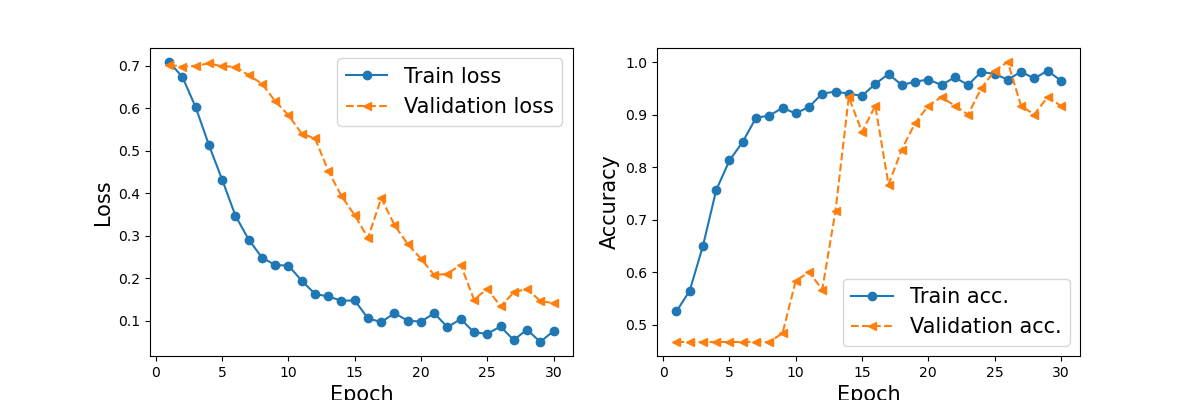 0.7
0.6
0.5
0.4
0.3
0.2
0.1
Loss
Train loss
Validation loss
0 5 10 15 20 25 30
Epoch
1.0
0.9
0.8
0.7
0.6
0.5
Accuracy
Train acc.
Validation acc.
0 5 10 15 20 25 30
Epoch